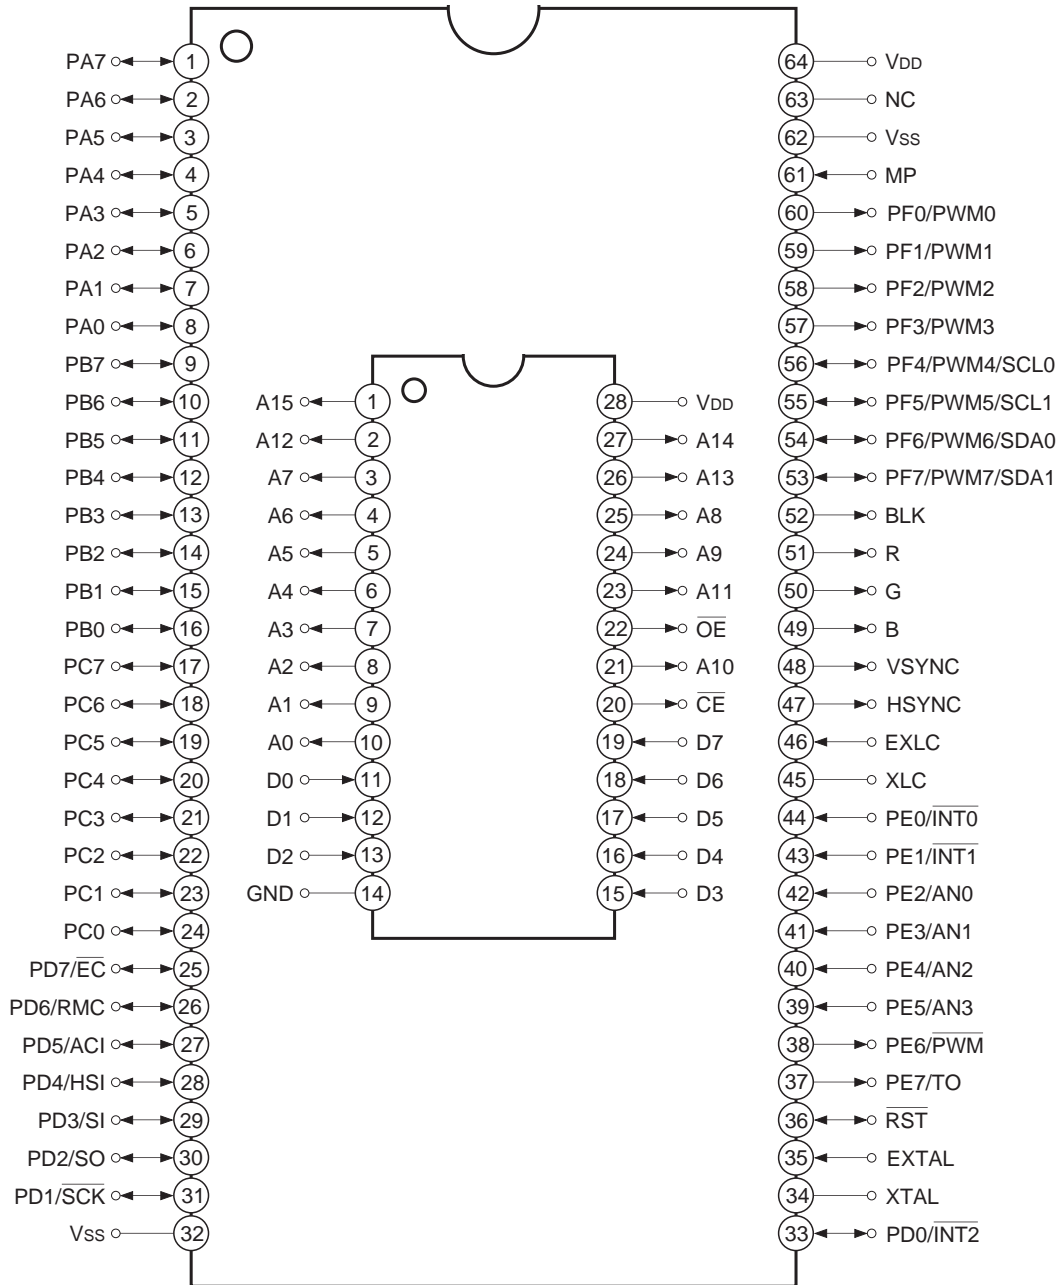 PA7 1 64 VDD
PA6 2 63 NC
PA5 3 62 Vss
PA4 4 61 MP
PA3 5 60 PF0/PWM0
PA2 6 59 PF1/PWM1
PA1 7 58 PF2/PWM2
PA0 8 57 PF3/PWM3
PB7 9 56 PF4/PWM4/SCL0
PB6 10 A15 1 28 VDD 55 PF5/PWM5/SCL1
PB5 11 A12 2 27 A14 54 PF6/PWM6/SDA0
PB4 12 A7 3 26 A13 53 PF7/PWM7/SDA1
PB3 13 A6 4 25 A8 52 BLK
PB2 14 A5 5 24 A9 51 R
PB1 15 A4 6 23 A11 50 G
PB0 16 A3 7 22 O̅E̅ 49 B
PC7 17 A2 8 21 A10 48 VSYNC
PC6 18 A1 9 20 C̅E̅ 47 HSYNC
PC5 19 A0 10 19 D7 46 EXLC
PC4 20 D0 11 18 D6 45 XLC
PC3 21 D1 12 17 D5 44 PE0/I̅N̅T̅0̅
PC2 22 D2 13 16 D4 43 PE1/I̅N̅T̅1̅
PC1 23 GND 14 15 D3 42 PE2/AN0
PC0 24 41 PE3/AN1
PD7/E̅C̅ 25 40 PE4/AN2
PD6/RMC 26 39 PE5/AN3
PD5/ACI 27 38 PE6/P̅W̅M̅
PD4/HSI 28 37 PE7/TO
PD3/SI 29 36 R̅S̅T̅
PD2/SO 30 35 EXTAL
PD1/S̅C̅K̅ 31 34 XTAL
Vss 32 33 PD0/I̅N̅T̅2̅